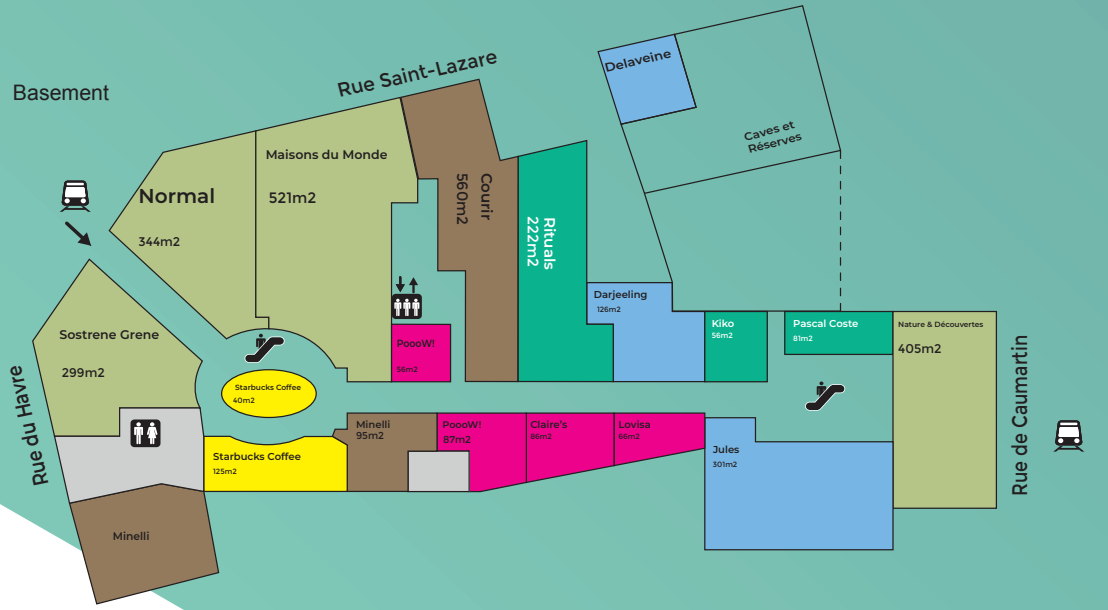 Basement
Rue Saint-Lazare
Delaveine
Caves et
Réserves
Normal
344m2
Maisons du Monde
521m2
Courir
560m2
Rituals
222m2
Darjeeling
126m2
Kiko
56m2
Pascal Coste
81m2
Nature & Découvertes
405m2
Sostrene Grene
299m2
PoooW!
56m2
Starbucks Coffee
40m2
Rue du Havre
Rue de Caumartin
Starbucks Coffee
125m2
Minelli
95m2
PoooW!
87m2
Claire's
86m2
Lovisa
66m2
Jules
301m2
Minelli